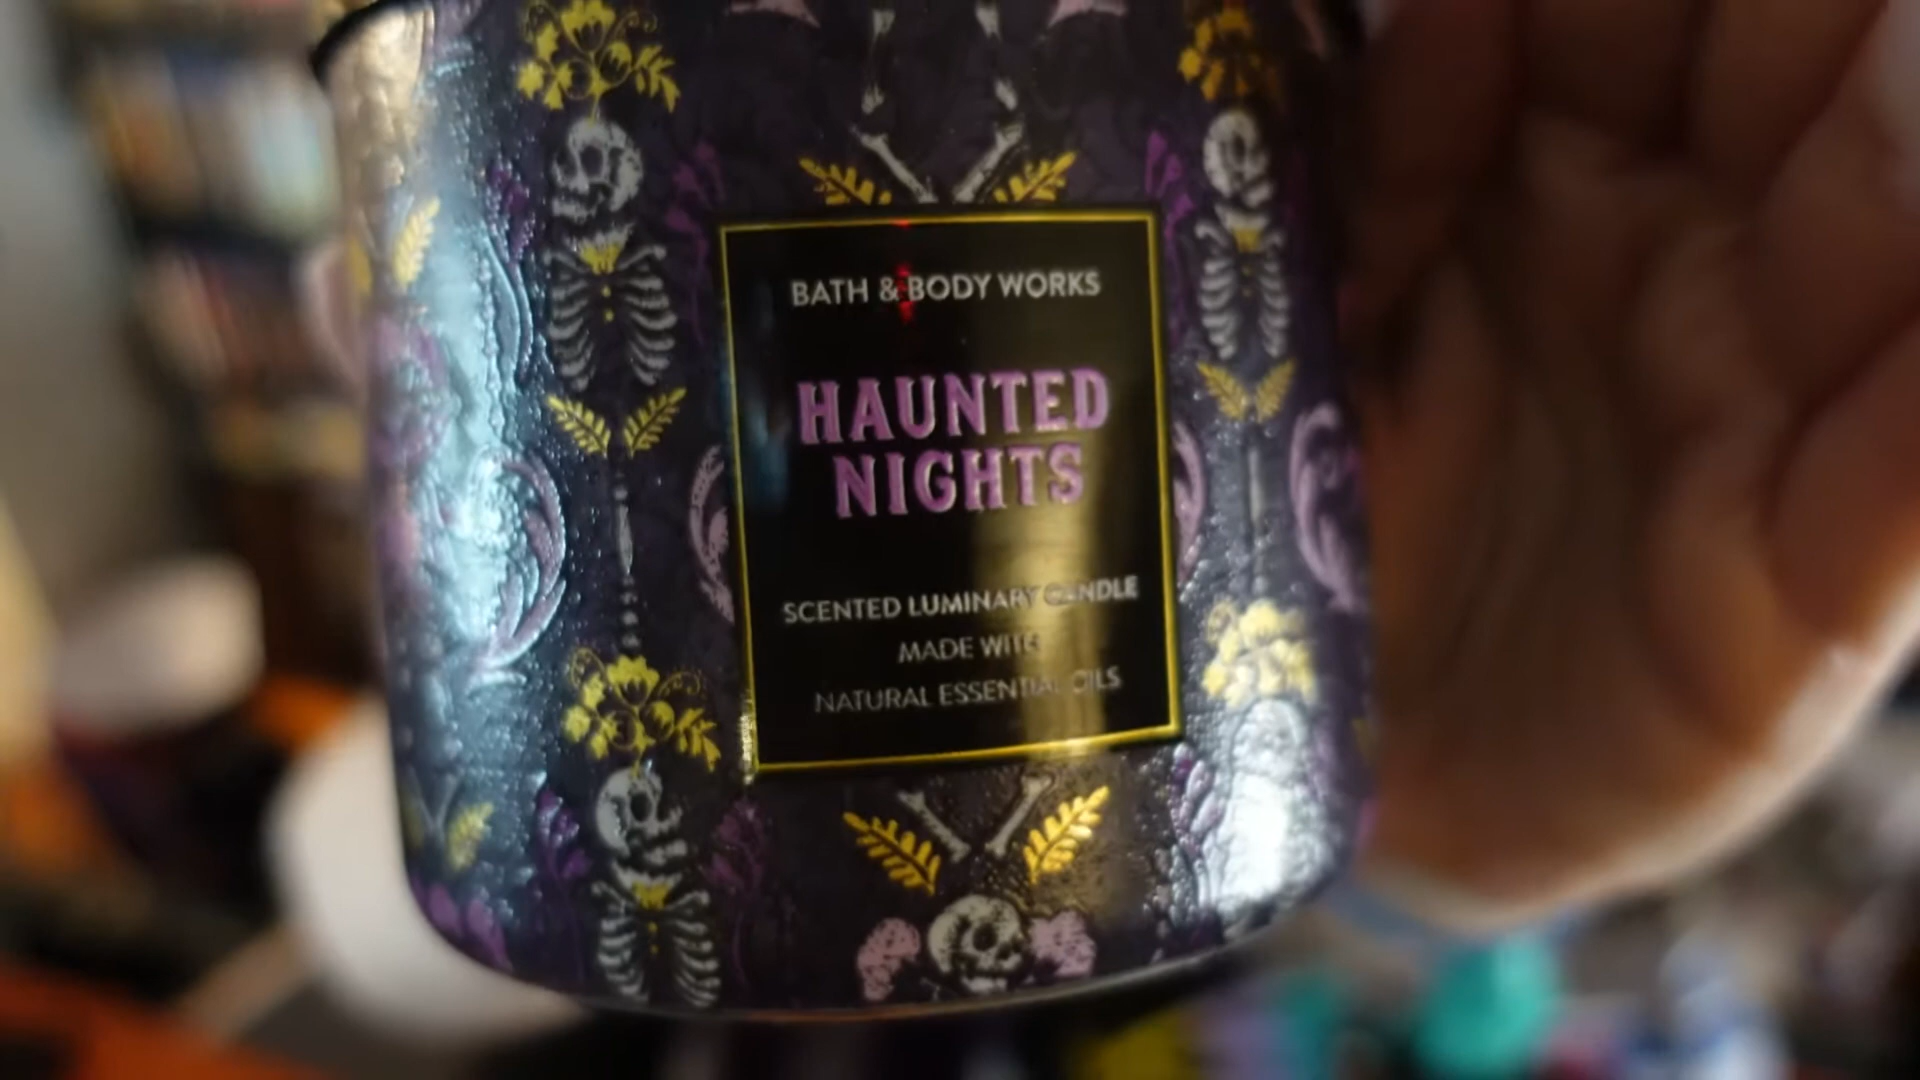 BATH & BODY WORKS
HAUNTED
NIGHTS
SCENTED LUMINARY CANDLE
MADE WITH
NATURAL ESSENTIAL OILS